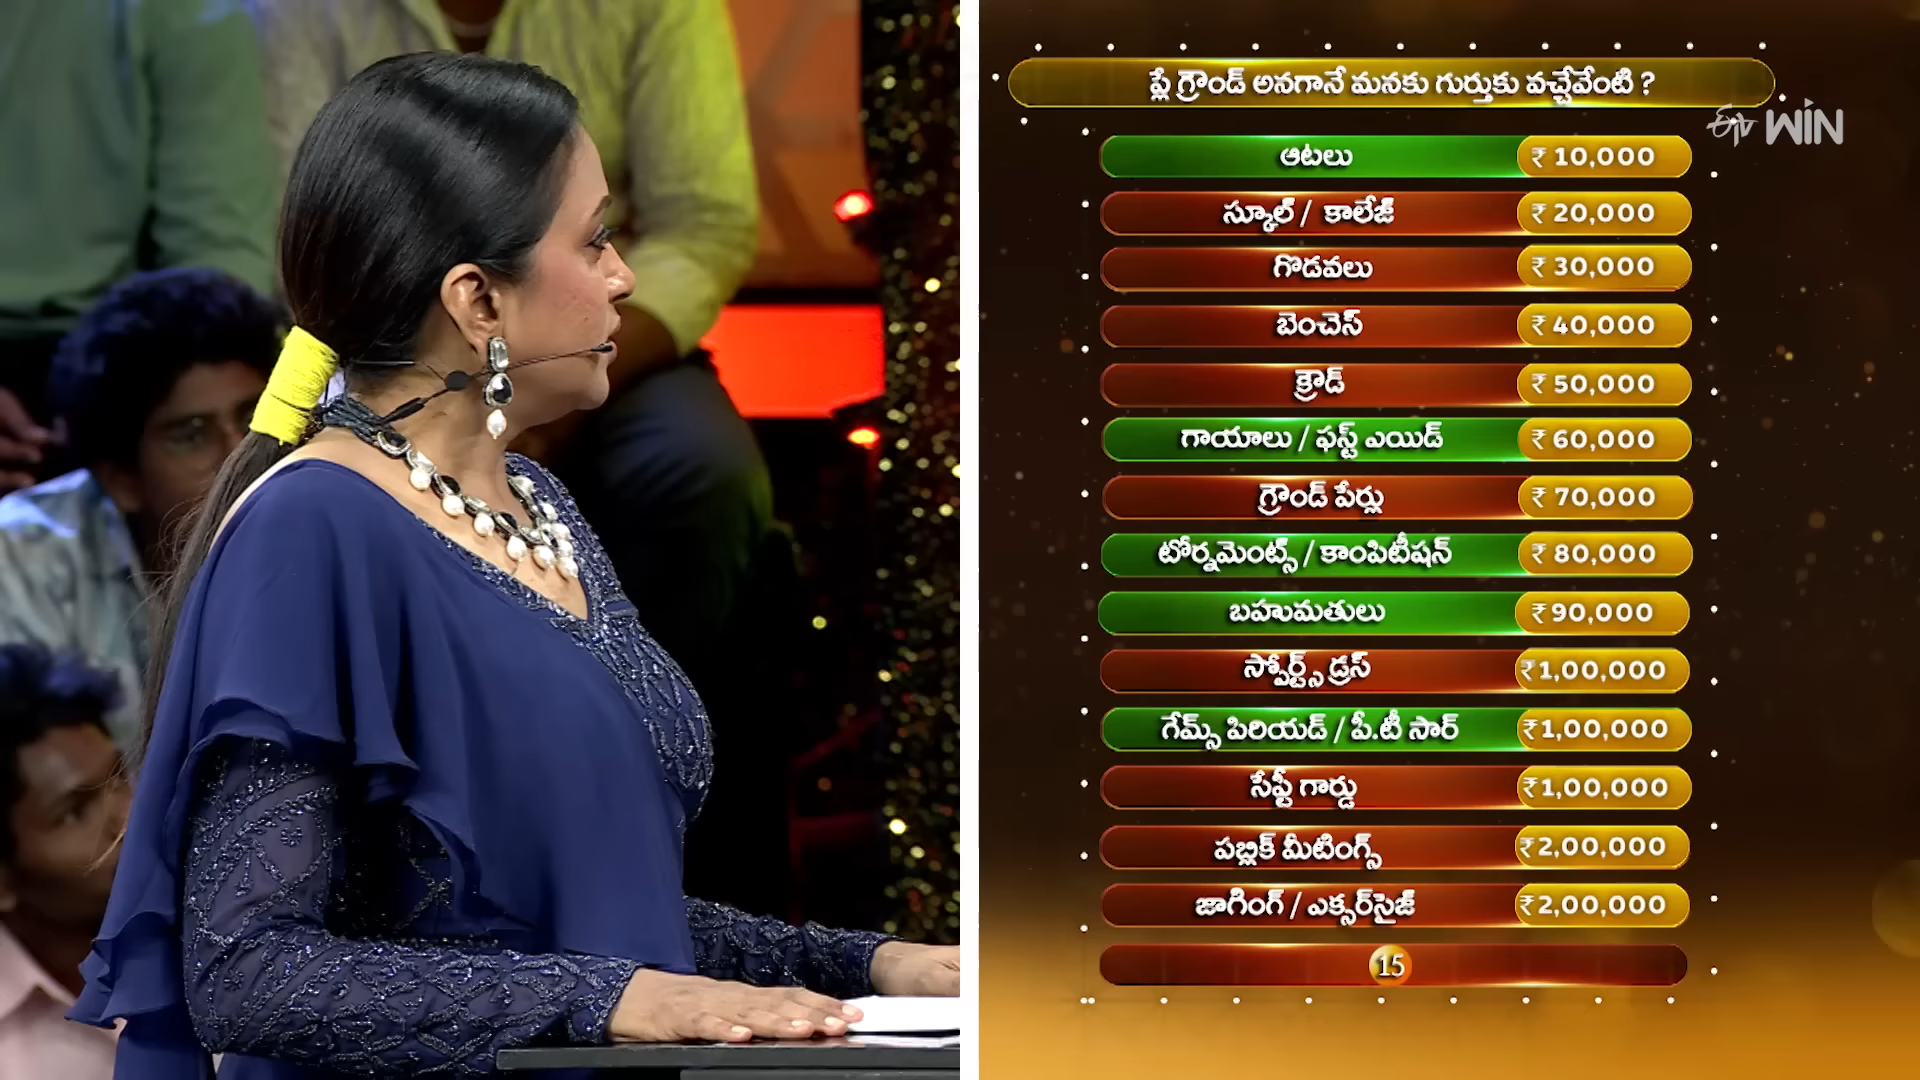 ప్లే గ్రౌండ్ అనగానే మనకు గుర్తుకు వచ్చేవేంటి ?
etv WIN
ఆటలు ₹ 10,000
స్కూల్ / కాలేజ్ ₹ 20,000
గొడవలు ₹ 30,000
బెంచెస్ ₹ 40,000
క్రౌడ్ ₹ 50,000
గాయాలు / ఫస్ట్ ఎయిడ్ ₹ 60,000
గ్రౌండ్ పేర్లు ₹ 70,000
టోర్నమెంట్స్ / కాంపిటీషన్ ₹ 80,000
బహుమతులు ₹90,000
స్పోర్ట్స్ డ్రస్ ₹1,00,000
గేమ్స్ పిరియడ్ / పీ.టీ సార్ ₹1,00,000
సేఫ్టీ గార్డు ₹1,00,000
పబ్లిక్ మీటింగ్స్ ₹2,00,000
జాగింగ్ / ఎక్సర్‌సైజ్ ₹2,00,000
15